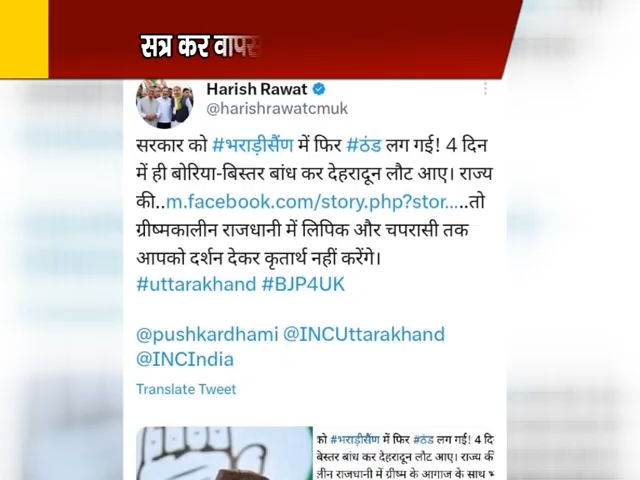 सत्र कर वापस
Harish Rawat
@harishrawatcmuk
सरकार को #भराड़ीसैंण में फिर #ठंड लग गई! 4 दिन
में ही बोरिया-बिस्तर बांध कर देहरादून लौट आए। राज्य
की..m.facebook.com/story.php?stor.....तो
ग्रीष्मकालीन राजधानी में लिपिक और चपरासी तक
आपको दर्शन देकर कृतार्थ नहीं करेंगे।
#uttarakhand #BJP4UK
@pushkardhami @INCUttarakhand
@INCIndia
Translate Tweet
को #भराड़ीसैंण में फिर #ठंड लग गई! 4 दि
बिस्तर बांध कर देहरादून लौट आए। राज्य की
लीन राजधानी में ग्रीष्म के आगाज के साथ